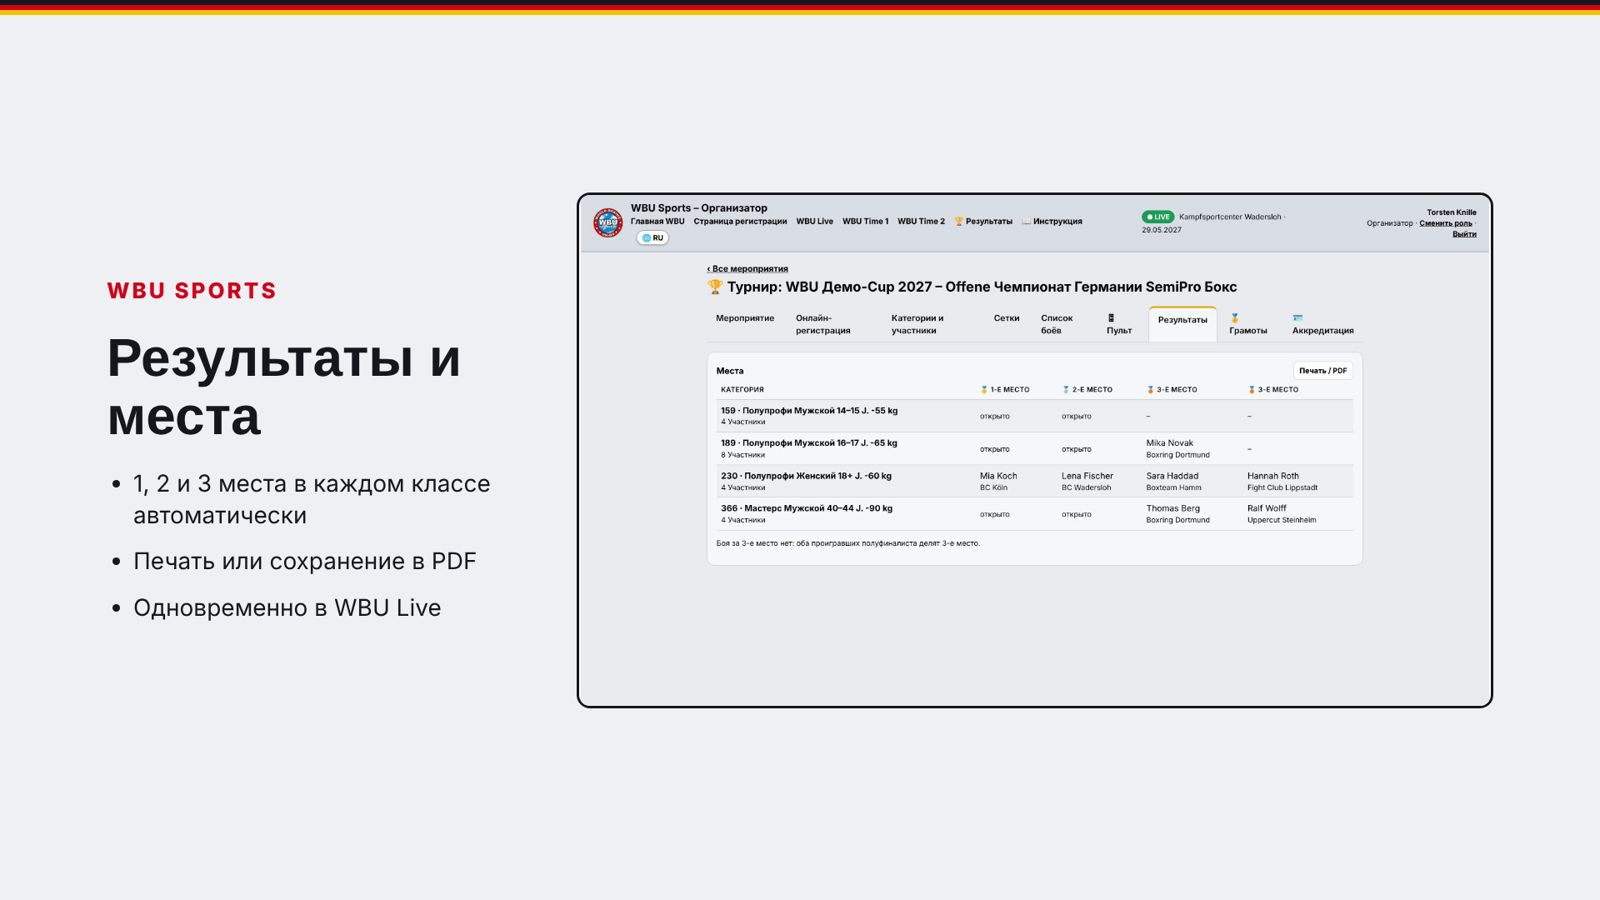 WBU SPORTS
Результаты и
места
• 1, 2 и 3 места в каждом классе
автоматически
• Печать или сохранение в PDF
• Одновременно в WBU Live
WBU
WBU Sports – Организатор
Главная WBU Страница регистрации WBU Live WBU Time 1 WBU Time 2 🏆 Результаты 📖 Инструкция
🌐 RU
● LIVE Kampfsportcenter Wadersloh ·
29.05.2027
Torsten Knille
Организатор · Сменить роль ·
Выйти
‹ Все мероприятия
🏆 Турнир: WBU Демо-Cup 2027 – Offene Чемпионат Германии SemiPro Бокс
Мероприятие
Онлайн-
регистрация
Категории и
участники
Сетки
Список
боёв
Пульт
Результаты
🏅
Грамоты
🪪
Аккредитация
Места
Печать / PDF
КАТЕГОРИЯ 🥇 1-Е МЕСТО 🥈 2-Е МЕСТО 🥉 3-Е МЕСТО 🥉 3-Е МЕСТО
159 · Полупрофи Мужской 14–15 J. -55 kg
4 Участники
открыто открыто – –
189 · Полупрофи Мужской 16–17 J. -65 kg
8 Участники
открыто открыто
Mika Novak
Boxring Dortmund
–
230 · Полупрофи Женский 18+ J. -60 kg
4 Участники
Mia Koch
BC Köln
Lena Fischer
BC Wadersloh
Sara Haddad
Boxteam Hamm
Hannah Roth
Fight Club Lippstadt
366 · Мастерс Мужской 40–44 J. -90 kg
4 Участники
открыто открыто
Thomas Berg
Boxring Dortmund
Ralf Wolff
Uppercut Steinheim
Боя за 3-е место нет: оба проигравших полуфиналиста делят 3-е место.